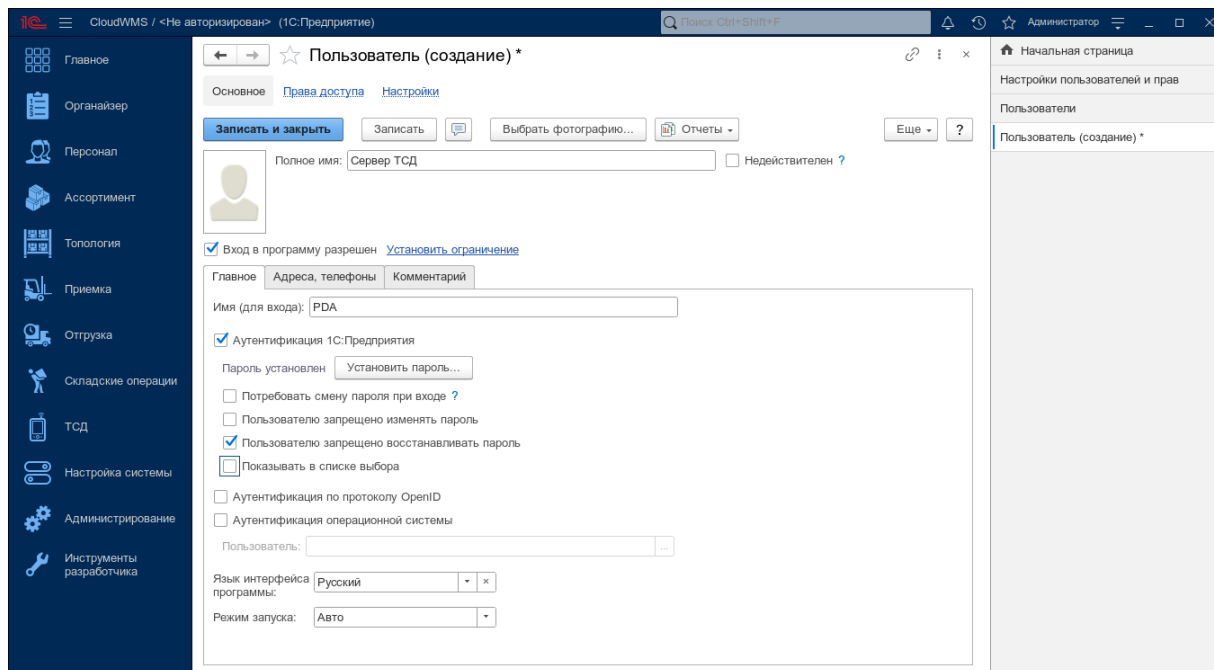 1С CloudWMS / <Не авторизирован> (1С:Предприятие) Поиск Ctrl+Shift+F Администратор
Главное
Органайзер
Персонал
Ассортимент
Топология
Приемка
Отгрузка
Складские операции
ТСД
Настройка системы
Администрирование
Инструменты
разработчика
Пользователь (создание) *
Основное Права доступа Настройки
Записать и закрыть Записать Выбрать фотографию... Отчеты Еще ?
Полное имя: Сервер ТСД Недействителен ?
Вход в программу разрешен Установить ограничение
Главное Адреса, телефоны Комментарий
Имя (для входа): PDA
Аутентификация 1С:Предприятия
Пароль установлен Установить пароль...
Потребовать смену пароля при входе ?
Пользователю запрещено изменять пароль
Пользователю запрещено восстанавливать пароль
Показывать в списке выбора
Аутентификация по протоколу OpenID
Аутентификация операционной системы
Пользователь: ...
Язык интерфейса
программы: Русский
Режим запуска: Авто
Начальная страница
Настройки пользователей и прав
Пользователи
Пользователь (создание) *